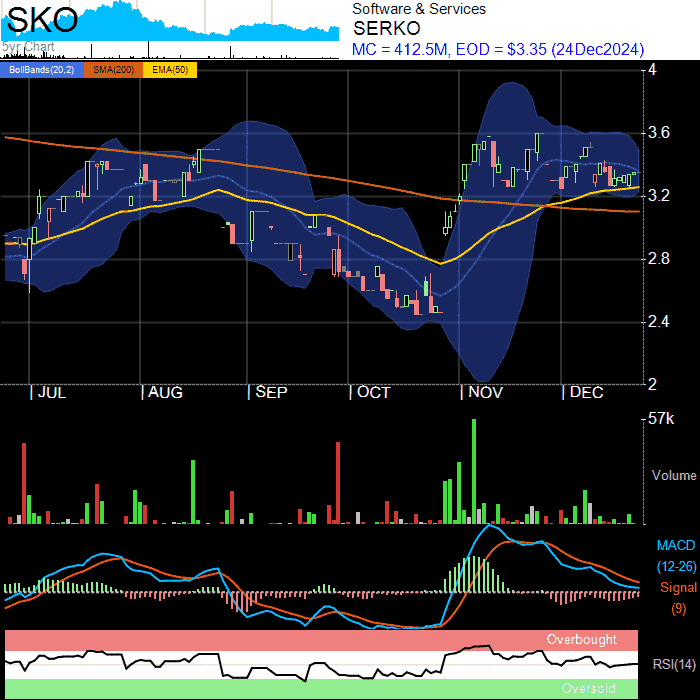 SKO
5yr Chart
Software & Services
SERKO
MC = 412.5M, EOD = $3.35 (24Dec2024)
BollBands(20,2) SMA(200) EMA(50)
4
3.6
3.2
2.8
2.4
2
JUL AUG SEP OCT NOV DEC
57k
Volume
MACD
(12-26)
Signal
(9)
Overbought
RSI(14)
Oversold